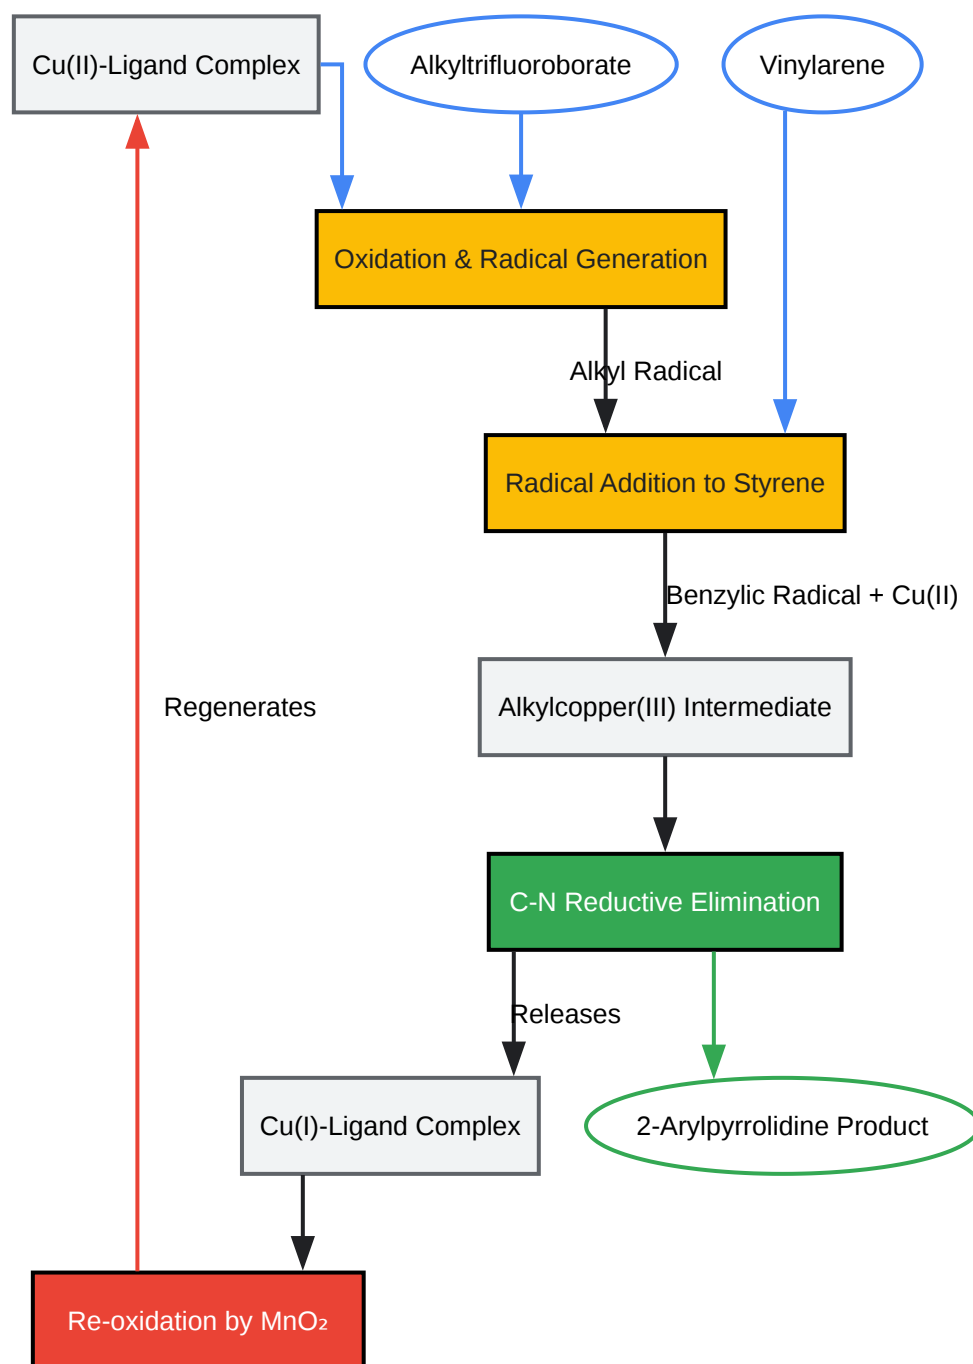 Cu(II)-Ligand Complex
Alkyltrifluoroborate
Vinylarene
Oxidation & Radical Generation
Alkyl Radical
Radical Addition to Styrene
Benzylic Radical + Cu(II)
Regenerates
Alkylcopper(III) Intermediate
C-N Reductive Elimination
Releases
Cu(I)-Ligand Complex
2-Arylpyrrolidine Product
Re-oxidation by MnO₂